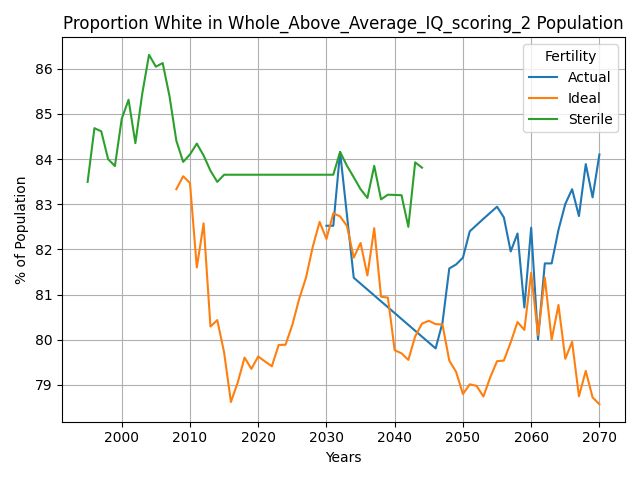 Proportion White in Whole_Above_Average_IQ_scoring_2 Population
% of Population
86
85
84
83
82
81
80
79
Fertility
Actual
Ideal
Sterile
2000 2010 2020 2030 2040 2050 2060 2070
Years